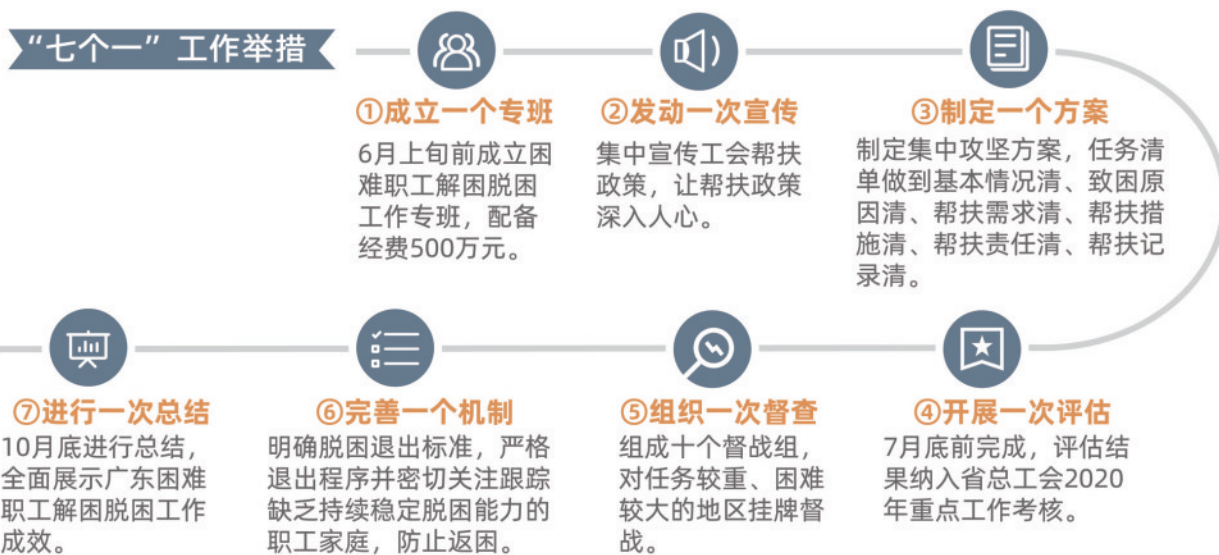 “七个一”工作举措
①成立一个专班
6月上旬前成立困
难职工解困脱困
工作专班，配备
经费500万元。
②发动一次宣传
集中宣传工会帮扶
政策，让帮扶政策
深入人心。
③制定一个方案
制定集中攻坚方案，任务清
单做到基本情况清、致困原
因清、帮扶需求清、帮扶措
施清、帮扶责任清、帮扶记
录清。
④开展一次评估
7月底前完成，评估结
果纳入省总工会2020
年重点工作考核。
⑤组织一次督查
组成十个督战组，
对任务较重、困难
较大的地区挂牌督
战。
⑥完善一个机制
明确脱困退出标准，严格
退出程序并密切关注跟踪
缺乏持续稳定脱困能力的
职工家庭，防止返困。
⑦进行一次总结
10月底进行总结，
全面展示广东困难
职工解困脱困工作
成效。